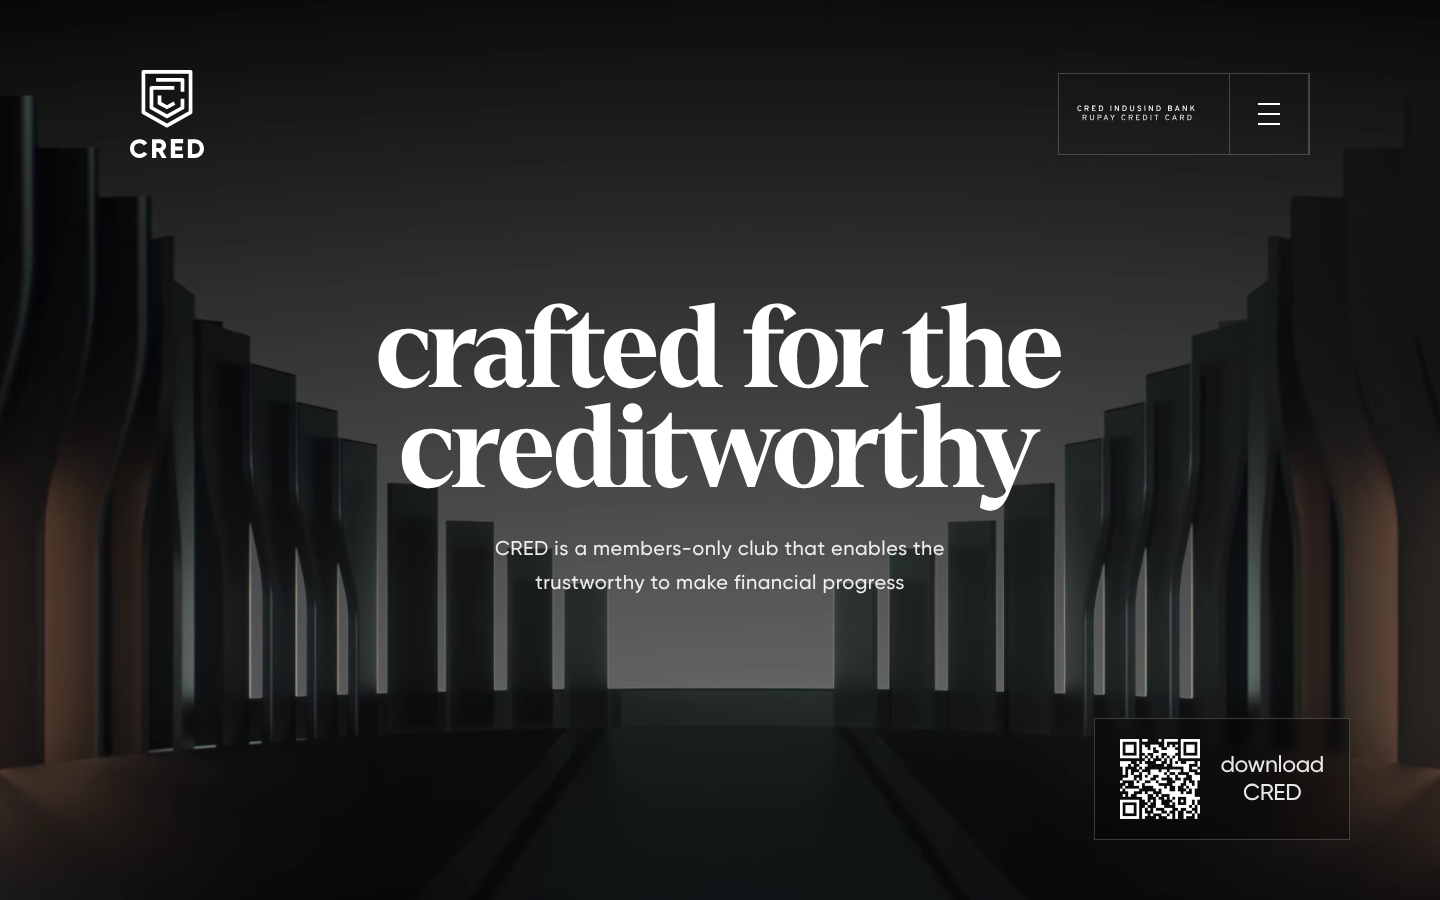 CRED
CRED INDUSIND BANK
RUPAY CREDIT CARD
crafted for the
creditworthy
CRED is a members-only club that enables the
trustworthy to make financial progress
download
CRED